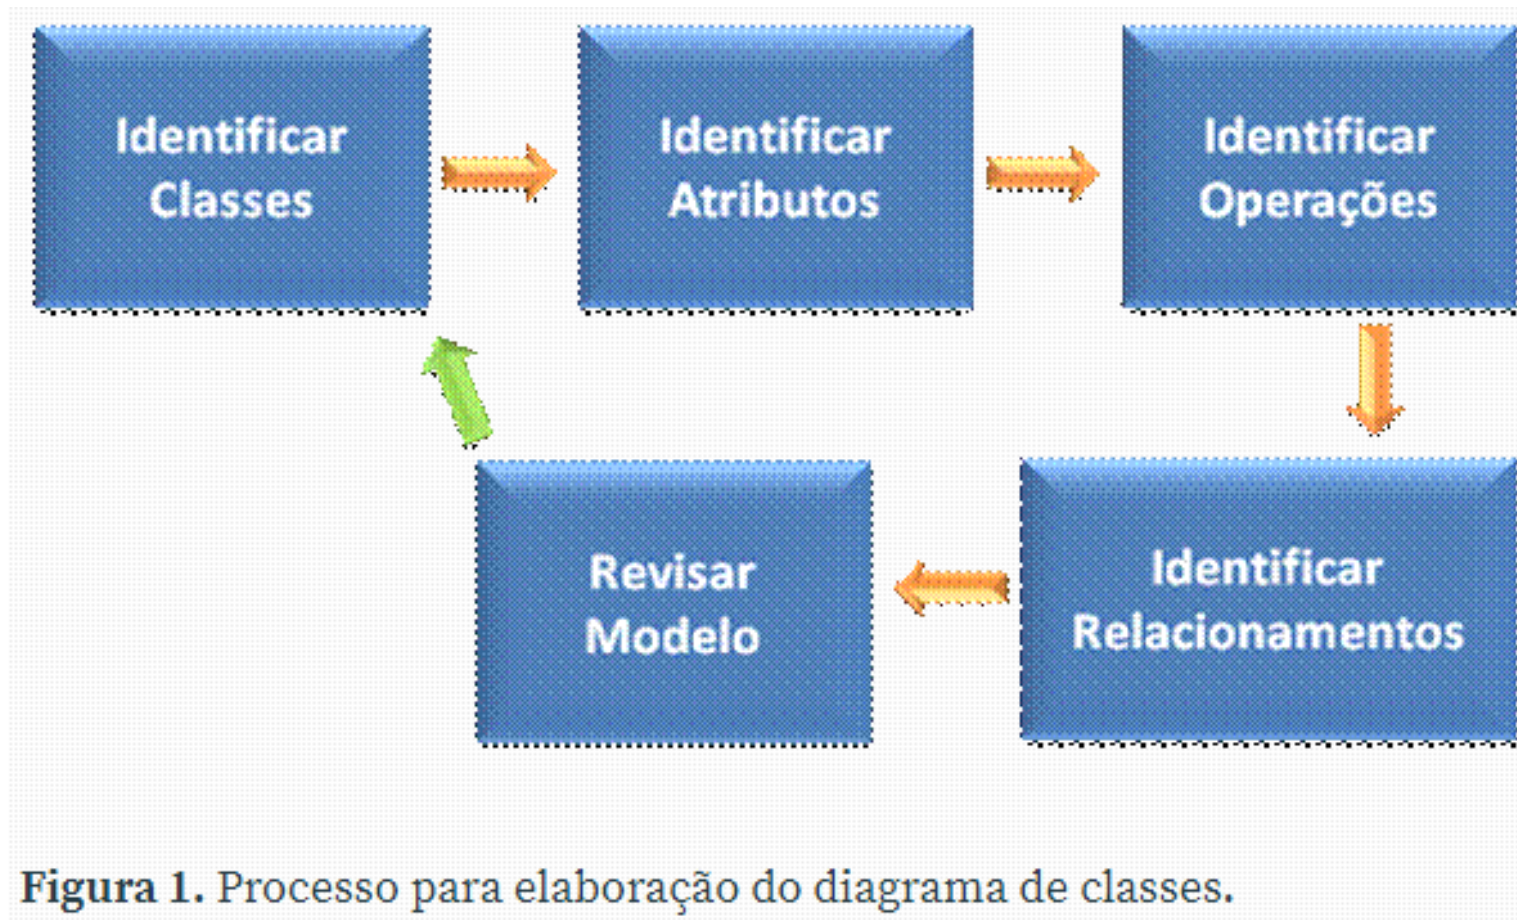 Identificar
Classes
Identificar
Atributos
Identificar
Operações
Revisar
Modelo
Identificar
Relacionamentos
Figura 1. Processo para elaboração do diagrama de classes.